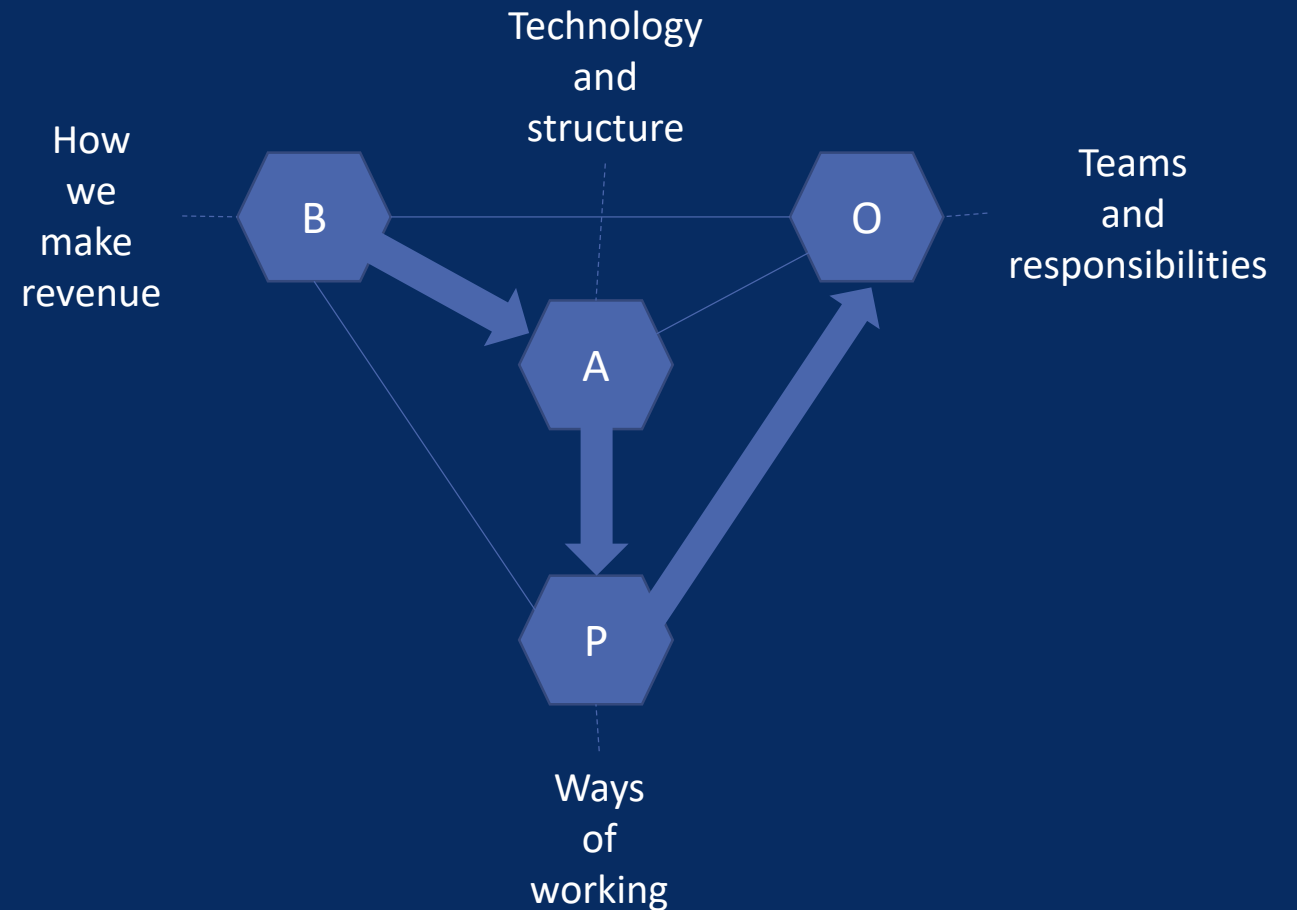 Technology
and
structure
How
we
make
revenue
B
O
Teams
and
responsibilities
A
P
Ways
of
working